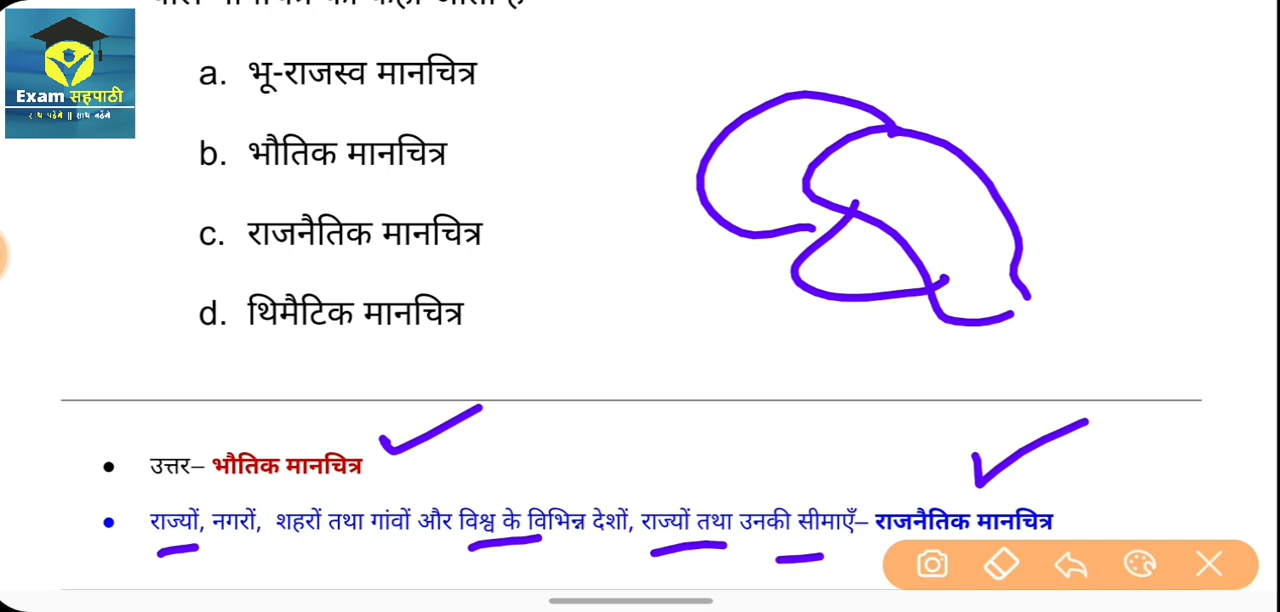 Exam सहपाठी
a. भू-राजस्व मानचित्र
b. भौतिक मानचित्र
c. राजनैतिक मानचित्र
d. थिमैटिक मानचित्र
● उत्तर– भौतिक मानचित्र
● राज्यों, नगरों, शहरों तथा गांवों और विश्व के विभिन्न देशों, राज्यों तथा उनकी सीमाएँ– राजनैतिक मानचित्र